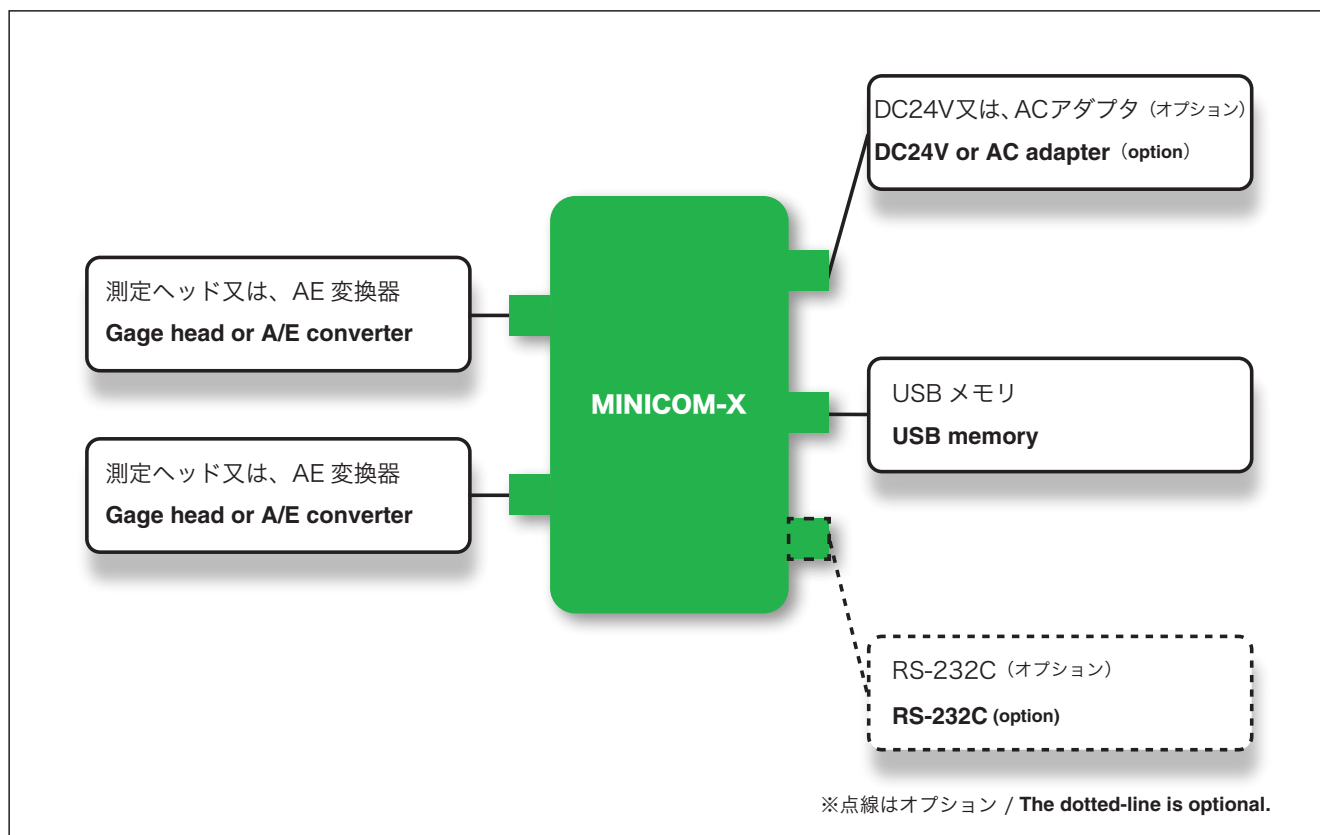 測定ヘッド又は、AE 変換器
Gage head or A/E converter
測定ヘッド又は、AE 変換器
Gage head or A/E converter
MINICOM-X
DC24V又は、ACアダプタ（オプション）
DC24V or AC adapter（option）
USB メモリ
USB memory
RS-232C（オプション）
RS-232C (option)
※点線はオプション / The dotted-line is optional.